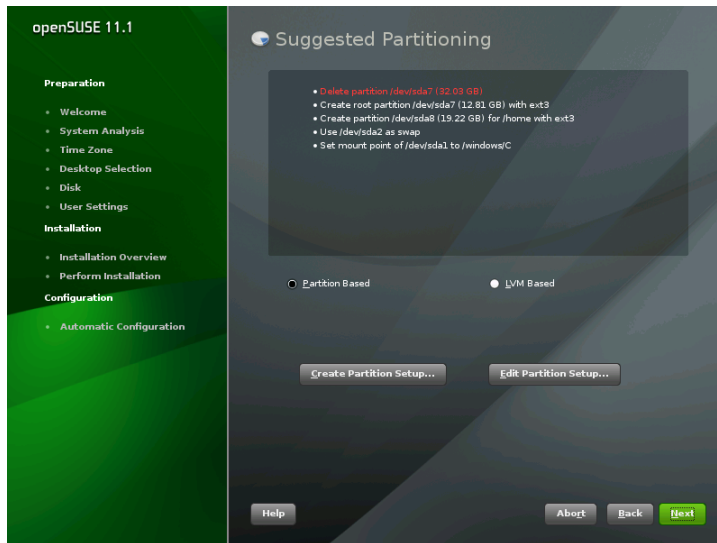 openSUSE 11.1
Preparation
• Welcome
• System Analysis
• Time Zone
• Desktop Selection
• Disk
• User Settings
Installation
• Installation Overview
• Perform Installation
Configuration
• Automatic Configuration
Suggested Partitioning
• Delete partition /dev/sda7 (32.03 GB)
• Create root partition /dev/sda7 (12.81 GB) with ext3
• Create partition /dev/sda8 (19.22 GB) for /home with ext3
• Use /dev/sda2 as swap
• Set mount point of /dev/sda1 to /windows/C
Partition Based
LVM Based
Create Partition Setup...
Edit Partition Setup...
Help
Abort
Back
Next